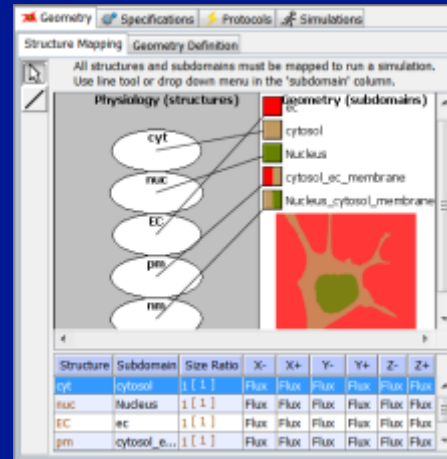 Geometry Specifications Protocols Simulations
Structure Mapping Geometry Definition
All structures and subdomains must be mapped to run a simulation.
Use line tool or drop down menu in the 'subdomain' column.
Physiology (structures) Geometry (subdomains)
ec
cyt cytosol
nuc Nucleus
EC cytosol_ec_membrane
pm Nucleus_cytosol_membrane
nm
Structure Subdomain Size Ratio X- X+ Y- Y+ Z- Z+
cyt cytosol 1 [ 1 ] Flux Flux Flux Flux Flux Flux
nuc Nucleus 1 [ 1 ] Flux Flux Flux Flux Flux Flux
EC ec 1 [ 1 ] Flux Flux Flux Flux Flux Flux
pm cytosol_e... 1 [ 1 ] Flux Flux Flux Flux Flux Flux